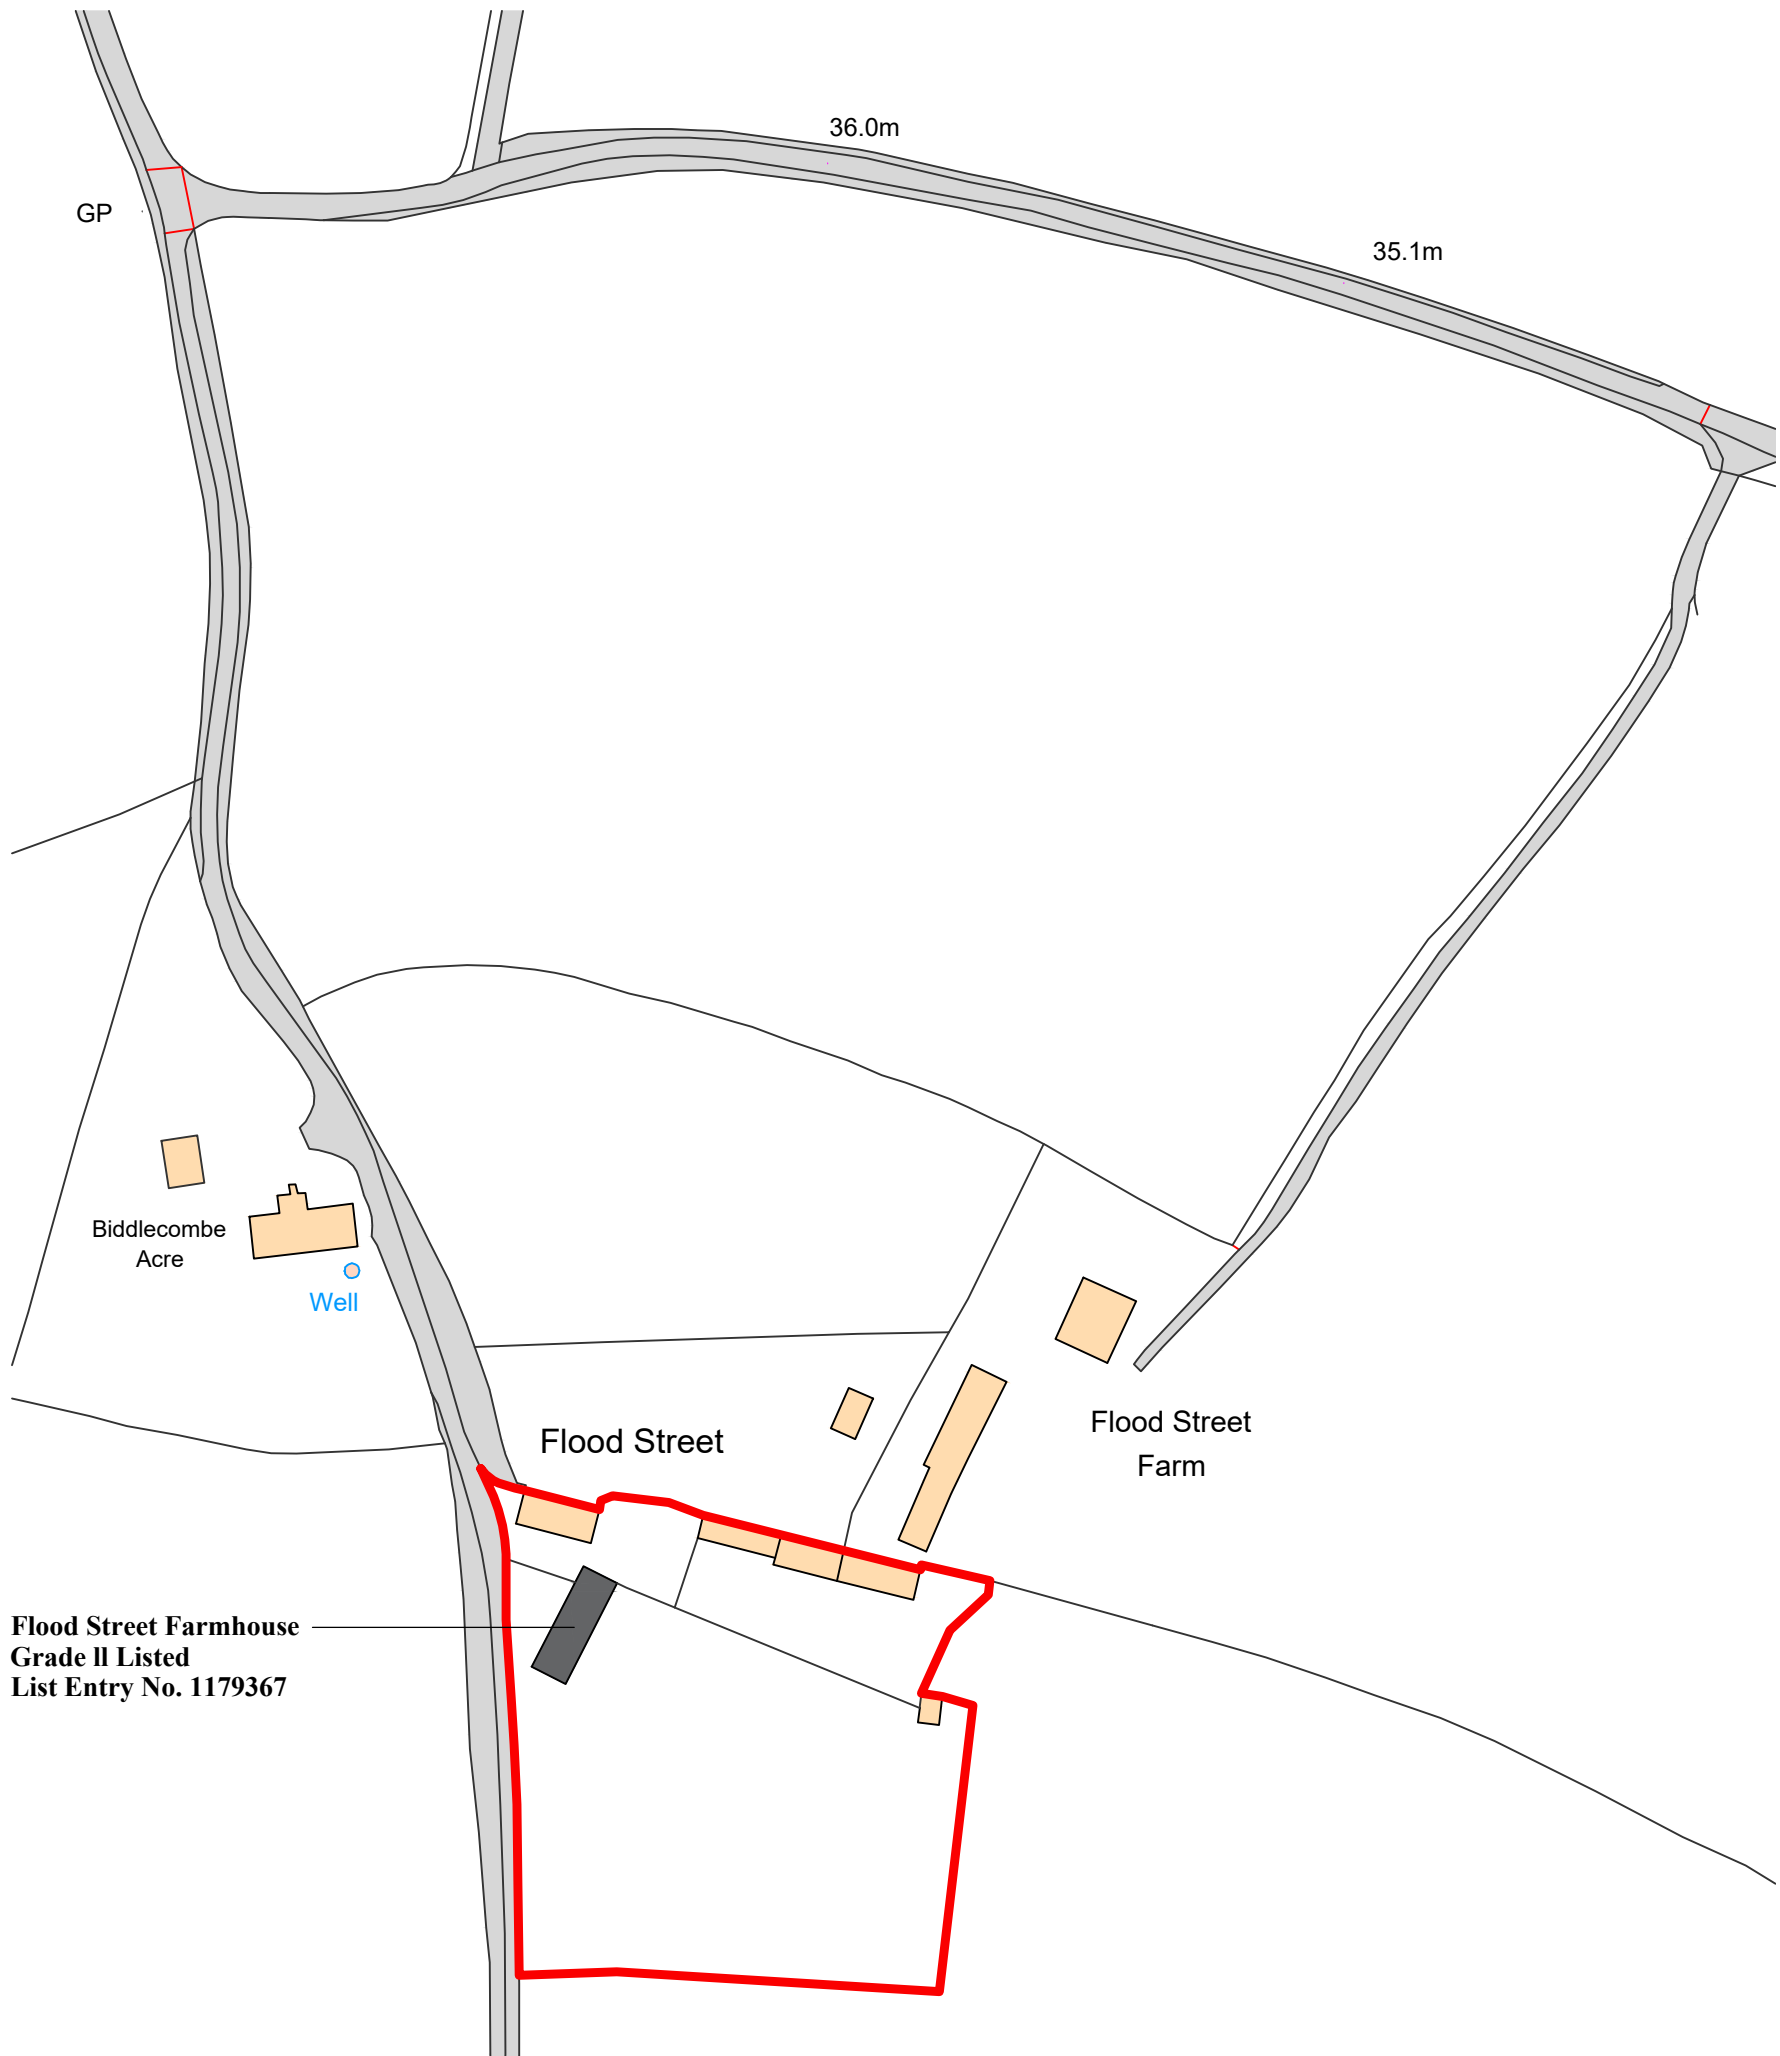 36.0m
GP
35.1m
Biddlecombe
Acre
Well
Flood Street
Flood Street
Farm
Flood Street Farmhouse
Grade ll Listed
List Entry No. 1179367